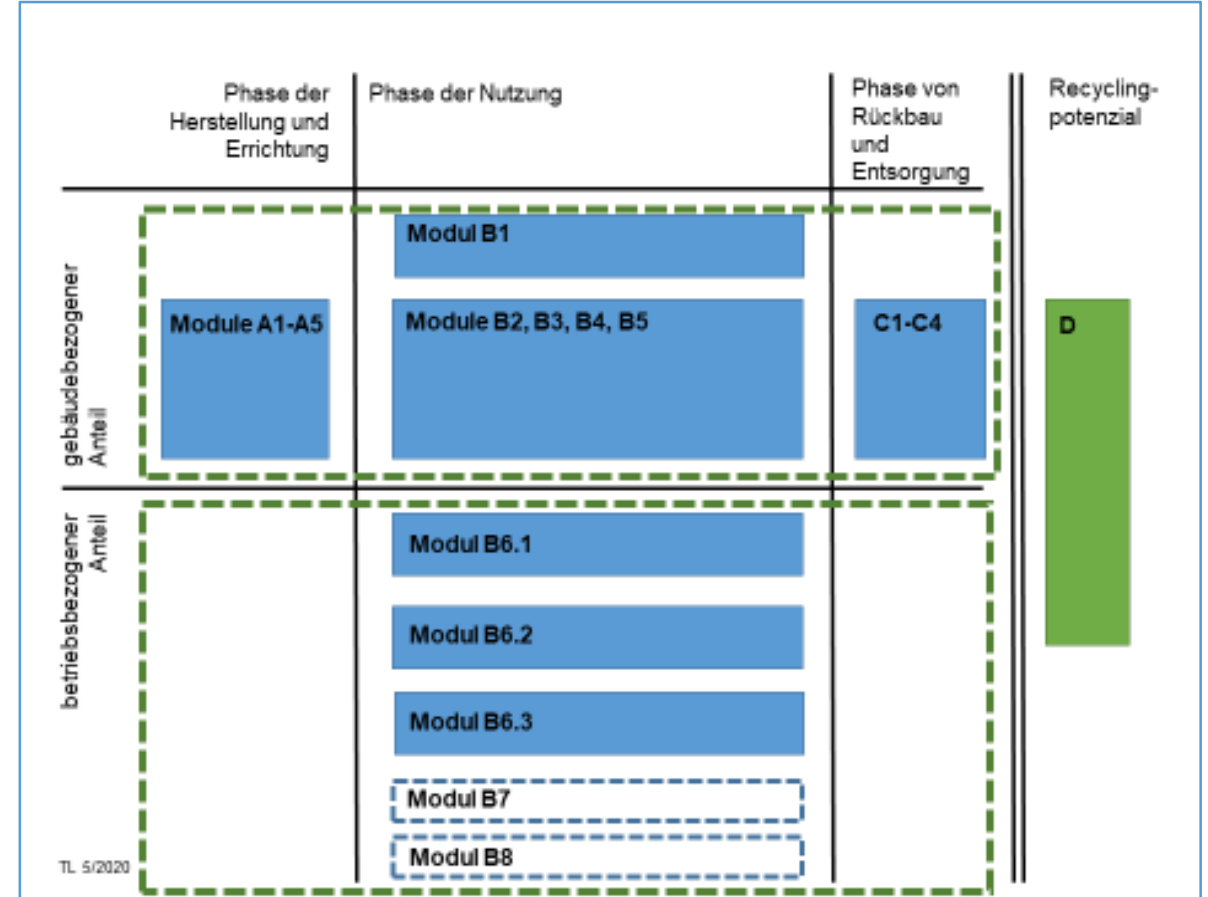 Phase der
Herstellung und
Errichtung
Phase der Nutzung
Phase von
Rückbau
und
Entsorgung
Recycling-
potenzial
gebäudebezogener
Anteil
Modul B1
Module A1-A5
Module B2, B3, B4, B5
C1-C4
D
betriebsbezogener
Anteil
Modul B6.1
Modul B6.2
Modul B6.3
Modul B7
Modul B8
TL 5/2020